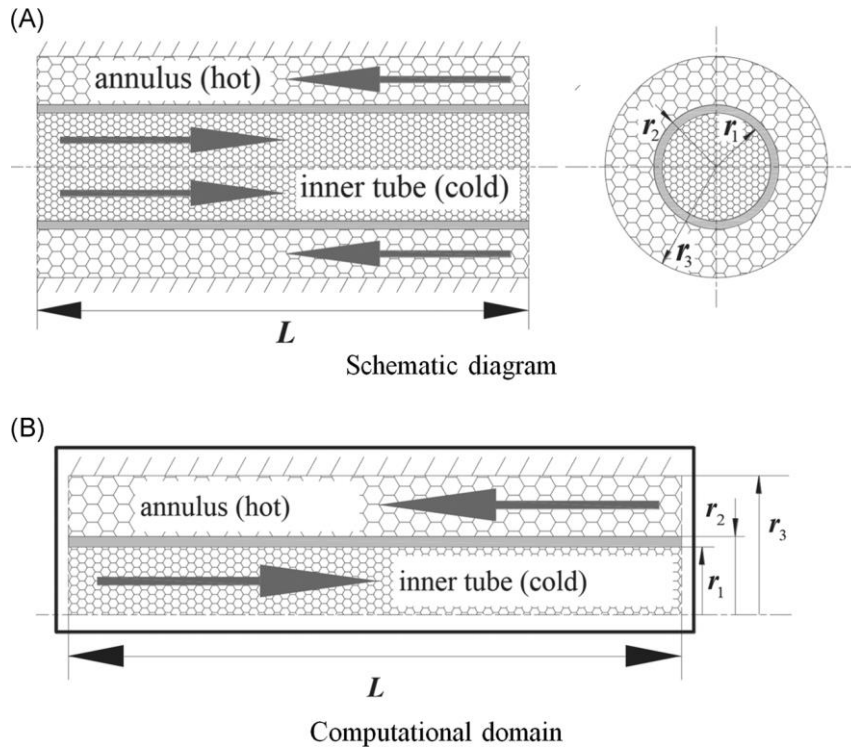 (A)
annulus (hot)
r2
r1
inner tube (cold)
r3
L
Schematic diagram
(B)
annulus (hot)
r2
r3
inner tube (cold)
r1
L
Computational domain